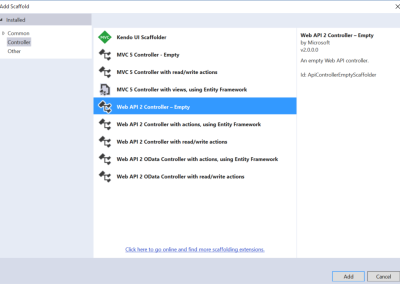 Add Scaffold
Installed
Common
Controller
Other
MVC
Kendo UI Scaffolder
MVC 5 Controller - Empty
MVC 5 Controller with read/write actions
MVC 5 Controller with views, using Entity Framework
Web API 2 Controller – Empty
Web API 2 Controller with actions, using Entity Framework
Web API 2 Controller with read/write actions
Web API 2 OData Controller with actions, using Entity Framework
Web API 2 OData Controller with read/write actions
Click here to go online and find more scaffolding extensions.
Web API 2 Controller – Empty
by Microsoft
v2.0.0.0
An empty Web API controller.
Id: ApiControllerEmptyScaffolder
Add
Cancel